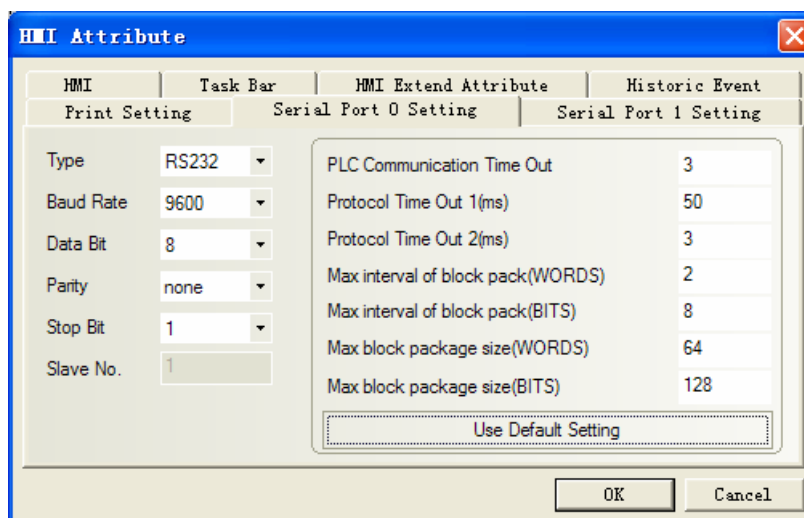 HMI Attribute
HMI Task Bar HMI Extend Attribute Historic Event
Print Setting Serial Port 0 Setting Serial Port 1 Setting
Type RS232
Baud Rate 9600
Data Bit 8
Parity none
Stop Bit 1
Slave No. 1
PLC Communication Time Out 3
Protocol Time Out 1(ms) 50
Protocol Time Out 2(ms) 3
Max interval of block pack(WORDS) 2
Max interval of block pack(BITS) 8
Max block package size(WORDS) 64
Max block package size(BITS) 128
Use Default Setting
OK Cancel